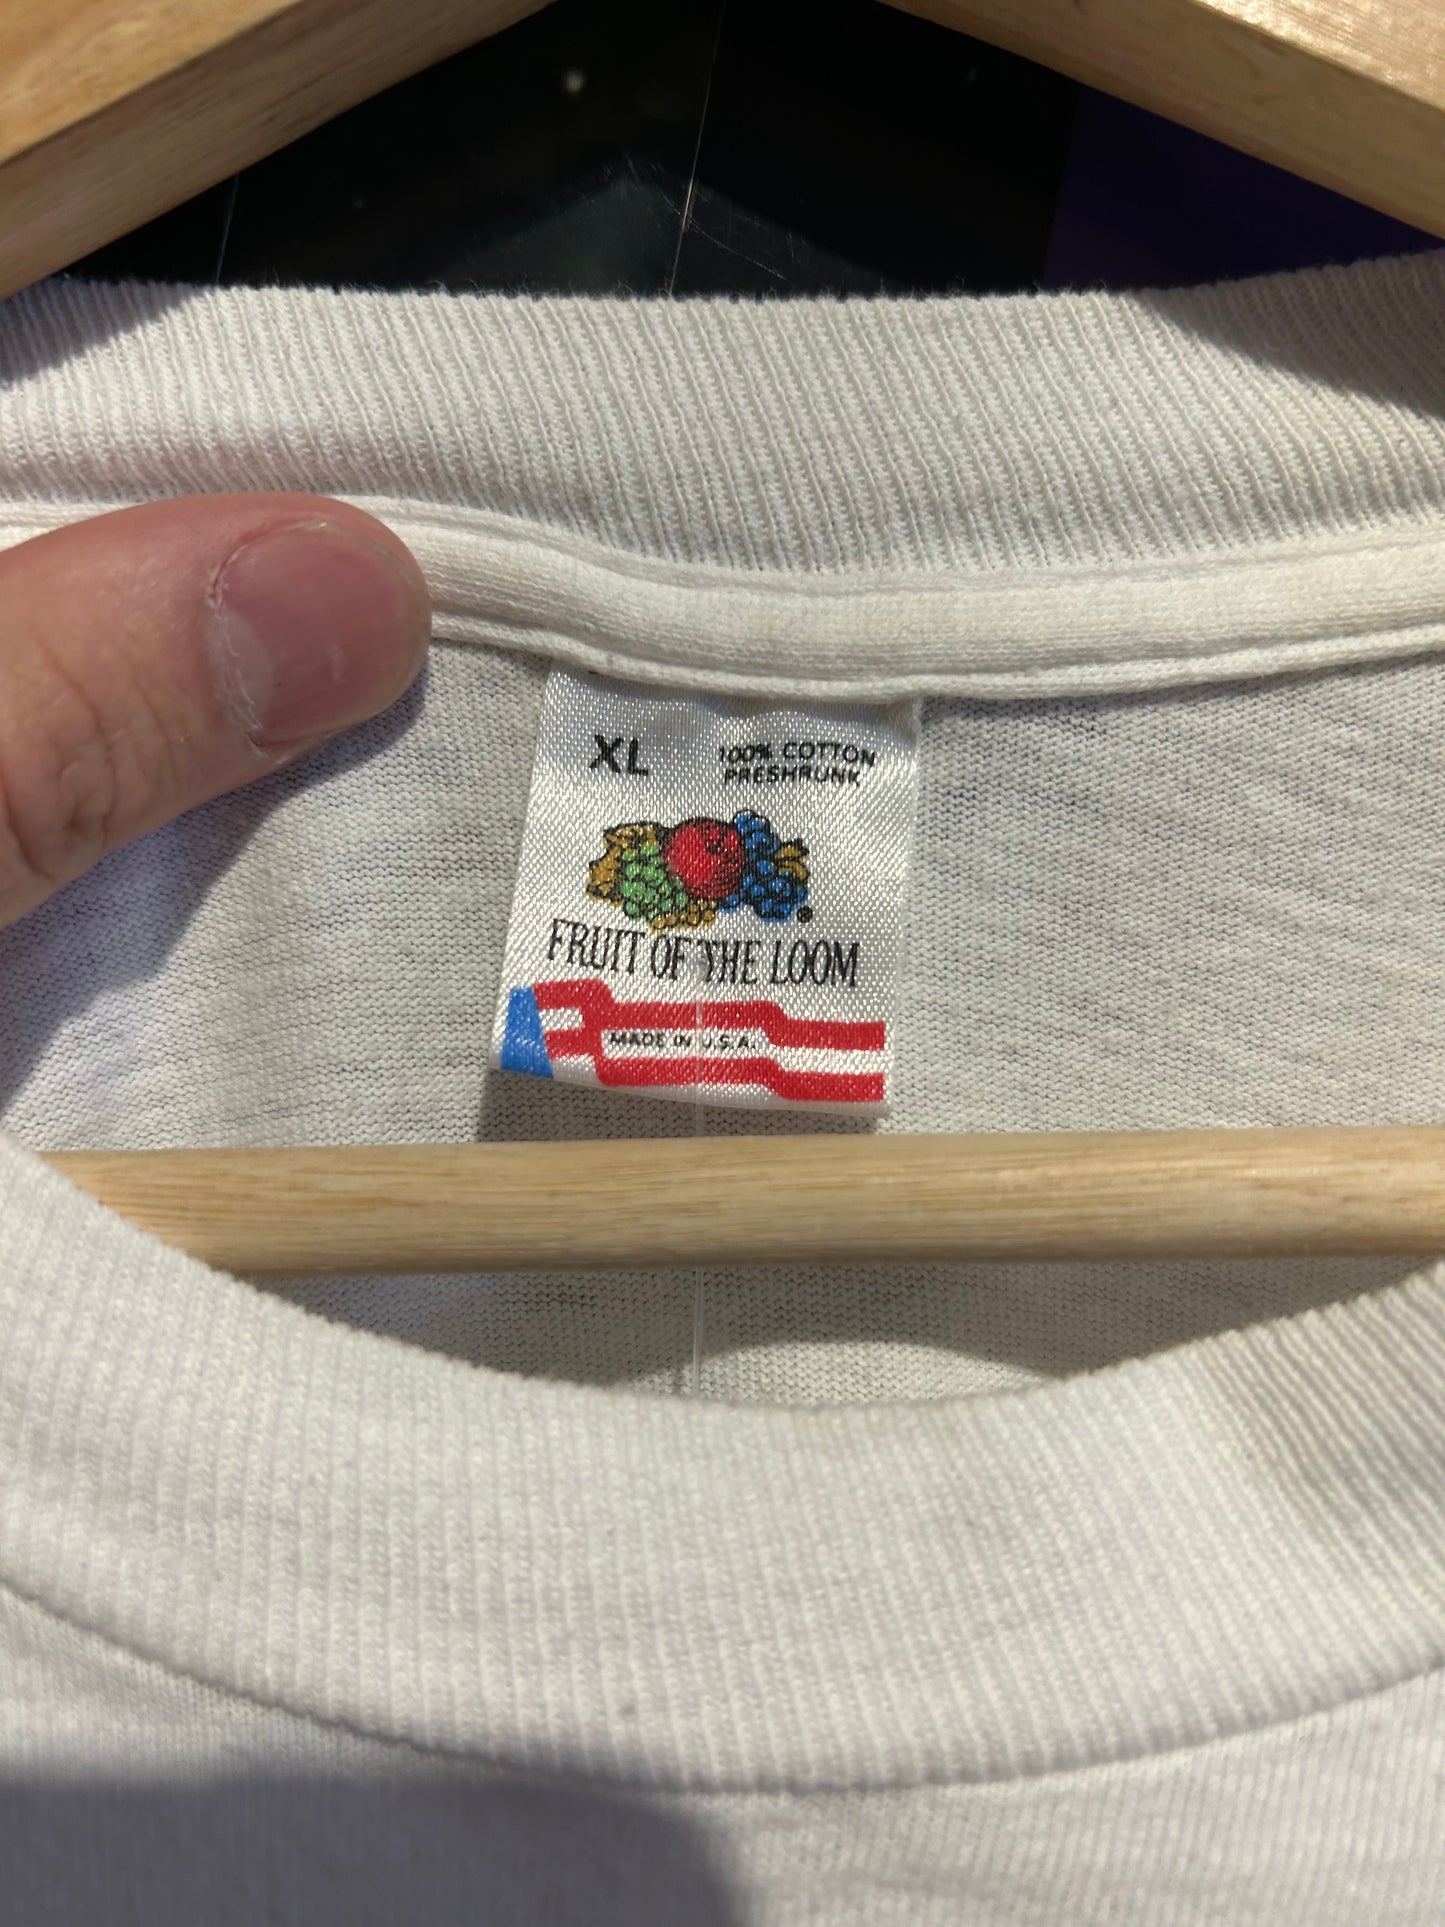 XL
100% COTTON
PRESHRUNK
FRUIT OF THE LOOM
MADE IN U.S.A.